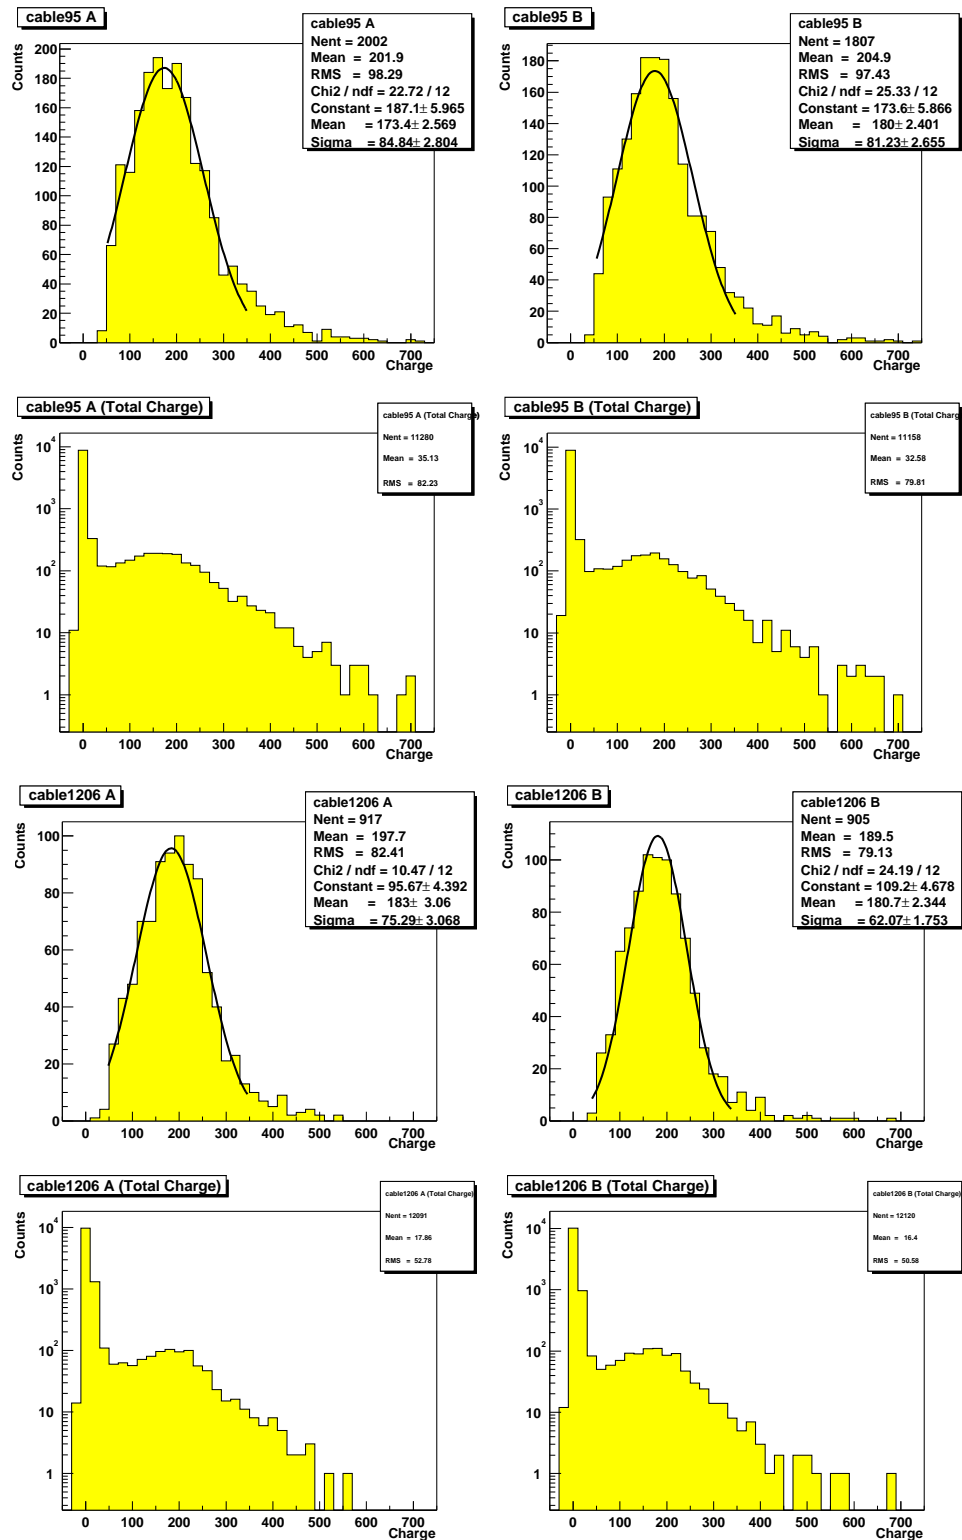 cable95 A
cable95 A
Nent = 2002
Mean = 201.9
RMS = 98.29
Chi2 / ndf = 22.72 / 12
Constant = 187.1± 5.965
Mean = 173.4± 2.569
Sigma = 84.84± 2.804
Counts
200
180
160
140
120
100
80
60
40
20
0
0 100 200 300 400 500 600 700
Charge
cable95 B
cable95 B
Nent = 1807
Mean = 204.9
RMS = 97.43
Chi2 / ndf = 25.33 / 12
Constant = 173.6± 5.866
Mean = 180± 2.401
Sigma = 81.23± 2.655
Counts
180
160
140
120
100
80
60
40
20
0
0 100 200 300 400 500 600 700
Charge
cable95 A (Total Charge)
cable95 A (Total Charge)
Nent = 11280
Mean = 35.13
RMS = 82.23
Counts
10^4
10^3
10^2
10
1
0 100 200 300 400 500 600 700
Charge
cable95 B (Total Charge)
cable95 B (Total Charg
Nent = 11158
Mean = 32.58
RMS = 79.81
Counts
10^4
10^3
10^2
10
1
0 100 200 300 400 500 600 700
Charge
cable1206 A
cable1206 A
Nent = 917
Mean = 197.7
RMS = 82.41
Chi2 / ndf = 10.47 / 12
Constant = 95.67± 4.392
Mean = 183± 3.06
Sigma = 75.29± 3.068
Counts
100
80
60
40
20
0
0 100 200 300 400 500 600 700
Charge
cable1206 B
cable1206 B
Nent = 905
Mean = 189.5
RMS = 79.13
Chi2 / ndf = 24.19 / 12
Constant = 109.2± 4.678
Mean = 180.7± 2.344
Sigma = 62.07± 1.753
Counts
100
80
60
40
20
0
0 100 200 300 400 500 600 700
Charge
cable1206 A (Total Charge)
cable1206 A (Total Charge)
Nent = 12091
Mean = 17.86
RMS = 52.78
Counts
10^4
10^3
10^2
10
1
0 100 200 300 400 500 600 700
Charge
cable1206 B (Total Charge)
cable1206 B (Total Charge)
Nent = 12120
Mean = 16.4
RMS = 50.58
Counts
10^4
10^3
10^2
10
1
0 100 200 300 400 500 600 700
Charge